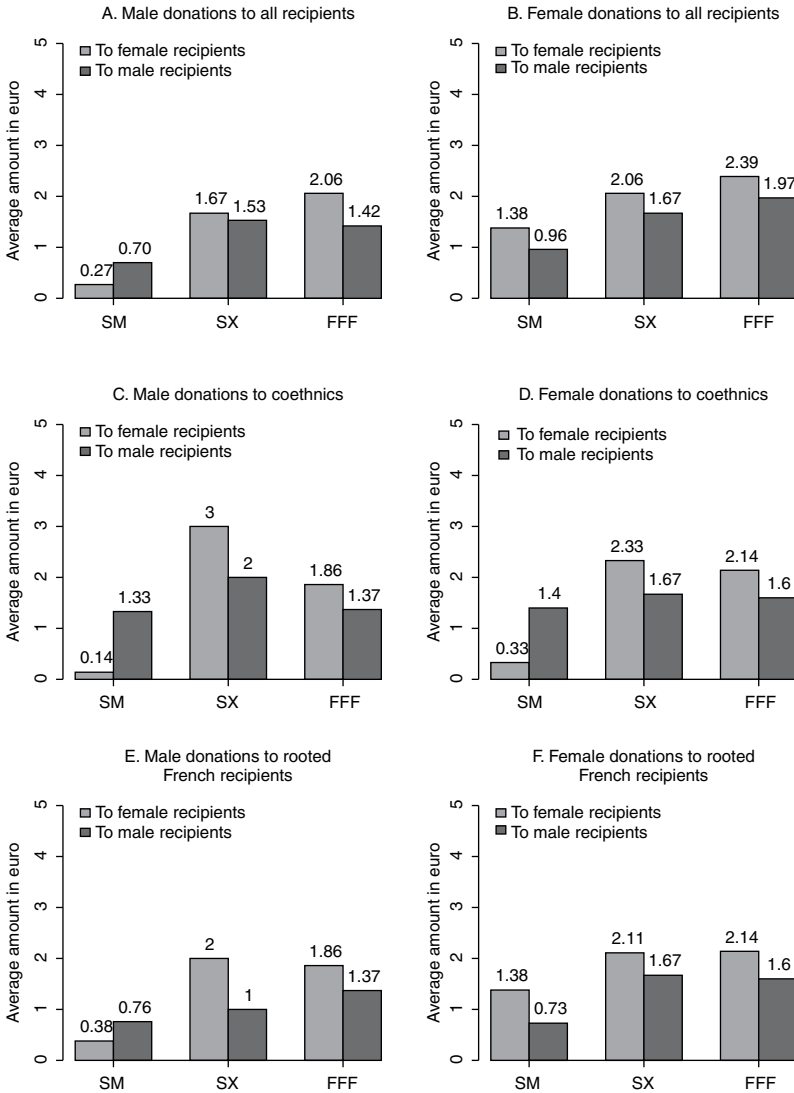 A. Male donations to all recipients
To female recipients
To male recipients
Average amount in euro
5
4
3
2
1
0
0.27
0.70
1.67
1.53
2.06
1.42
SM
SX
FFF
B. Female donations to all recipients
To female recipients
To male recipients
Average amount in euro
5
4
3
2
1
0
1.38
0.96
2.06
1.67
2.39
1.97
SM
SX
FFF
C. Male donations to coethnics
To female recipients
To male recipients
Average amount in euro
5
4
3
2
1
0
0.14
1.33
3
2
1.86
1.37
SM
SX
FFF
D. Female donations to coethnics
To female recipients
To male recipients
Average amount in euro
5
4
3
2
1
0
0.33
1.4
2.33
1.67
2.14
1.6
SM
SX
FFF
E. Male donations to rooted
French recipients
To female recipients
To male recipients
Average amount in euro
5
4
3
2
1
0
0.38
0.76
2
1
1.86
1.37
SM
SX
FFF
F. Female donations to rooted
French recipients
To female recipients
To male recipients
Average amount in euro
5
4
3
2
1
0
1.38
0.73
2.11
1.67
2.14
1.6
SM
SX
FFF